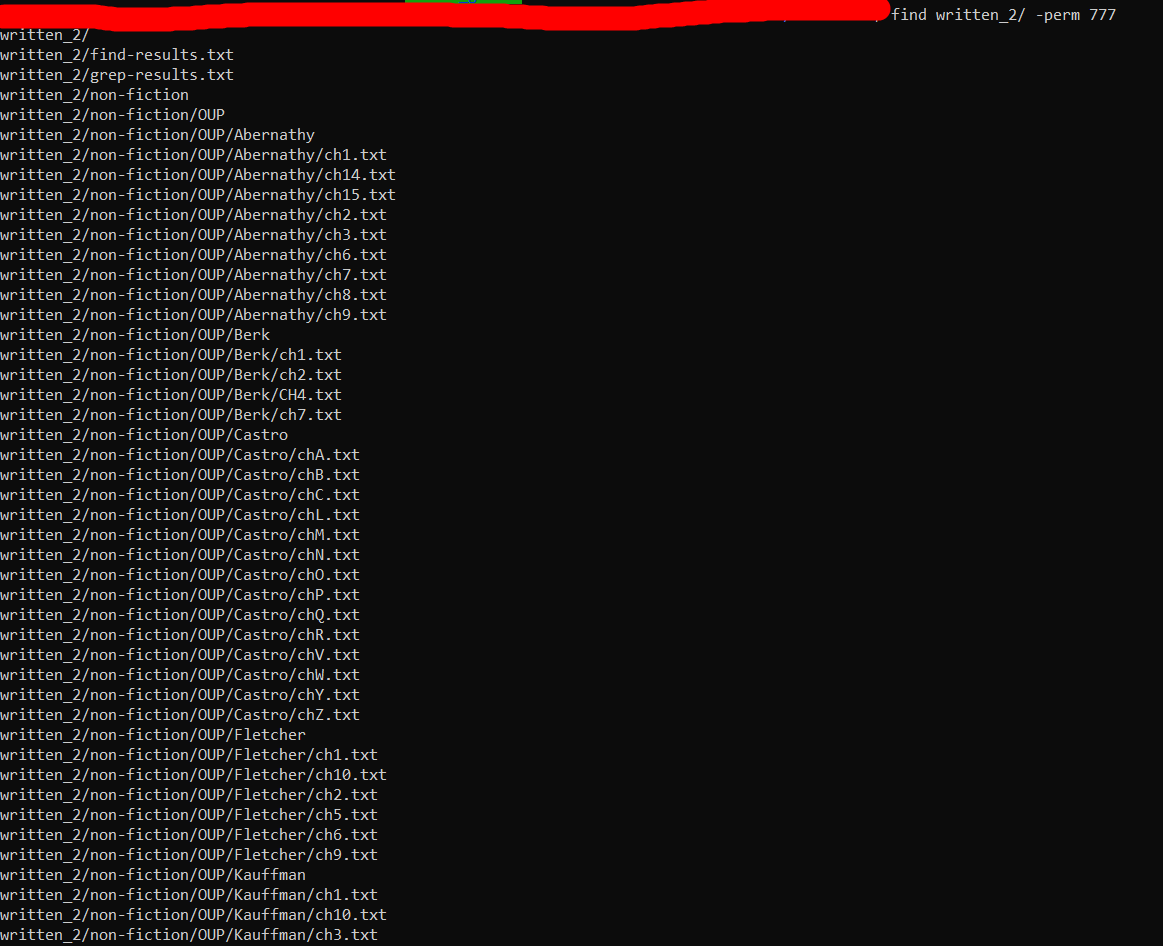 find written_2/ -perm 777
written_2/
written_2/find-results.txt
written_2/grep-results.txt
written_2/non-fiction
written_2/non-fiction/OUP
written_2/non-fiction/OUP/Abernathy
written_2/non-fiction/OUP/Abernathy/ch1.txt
written_2/non-fiction/OUP/Abernathy/ch14.txt
written_2/non-fiction/OUP/Abernathy/ch15.txt
written_2/non-fiction/OUP/Abernathy/ch2.txt
written_2/non-fiction/OUP/Abernathy/ch3.txt
written_2/non-fiction/OUP/Abernathy/ch6.txt
written_2/non-fiction/OUP/Abernathy/ch7.txt
written_2/non-fiction/OUP/Abernathy/ch8.txt
written_2/non-fiction/OUP/Abernathy/ch9.txt
written_2/non-fiction/OUP/Berk
written_2/non-fiction/OUP/Berk/ch1.txt
written_2/non-fiction/OUP/Berk/ch2.txt
written_2/non-fiction/OUP/Berk/CH4.txt
written_2/non-fiction/OUP/Berk/ch7.txt
written_2/non-fiction/OUP/Castro
written_2/non-fiction/OUP/Castro/chA.txt
written_2/non-fiction/OUP/Castro/chB.txt
written_2/non-fiction/OUP/Castro/chC.txt
written_2/non-fiction/OUP/Castro/chL.txt
written_2/non-fiction/OUP/Castro/chM.txt
written_2/non-fiction/OUP/Castro/chN.txt
written_2/non-fiction/OUP/Castro/chO.txt
written_2/non-fiction/OUP/Castro/chP.txt
written_2/non-fiction/OUP/Castro/chQ.txt
written_2/non-fiction/OUP/Castro/chR.txt
written_2/non-fiction/OUP/Castro/chV.txt
written_2/non-fiction/OUP/Castro/chW.txt
written_2/non-fiction/OUP/Castro/chY.txt
written_2/non-fiction/OUP/Castro/chZ.txt
written_2/non-fiction/OUP/Fletcher
written_2/non-fiction/OUP/Fletcher/ch1.txt
written_2/non-fiction/OUP/Fletcher/ch10.txt
written_2/non-fiction/OUP/Fletcher/ch2.txt
written_2/non-fiction/OUP/Fletcher/ch5.txt
written_2/non-fiction/OUP/Fletcher/ch6.txt
written_2/non-fiction/OUP/Fletcher/ch9.txt
written_2/non-fiction/OUP/Kauffman
written_2/non-fiction/OUP/Kauffman/ch1.txt
written_2/non-fiction/OUP/Kauffman/ch10.txt
written_2/non-fiction/OUP/Kauffman/ch3.txt